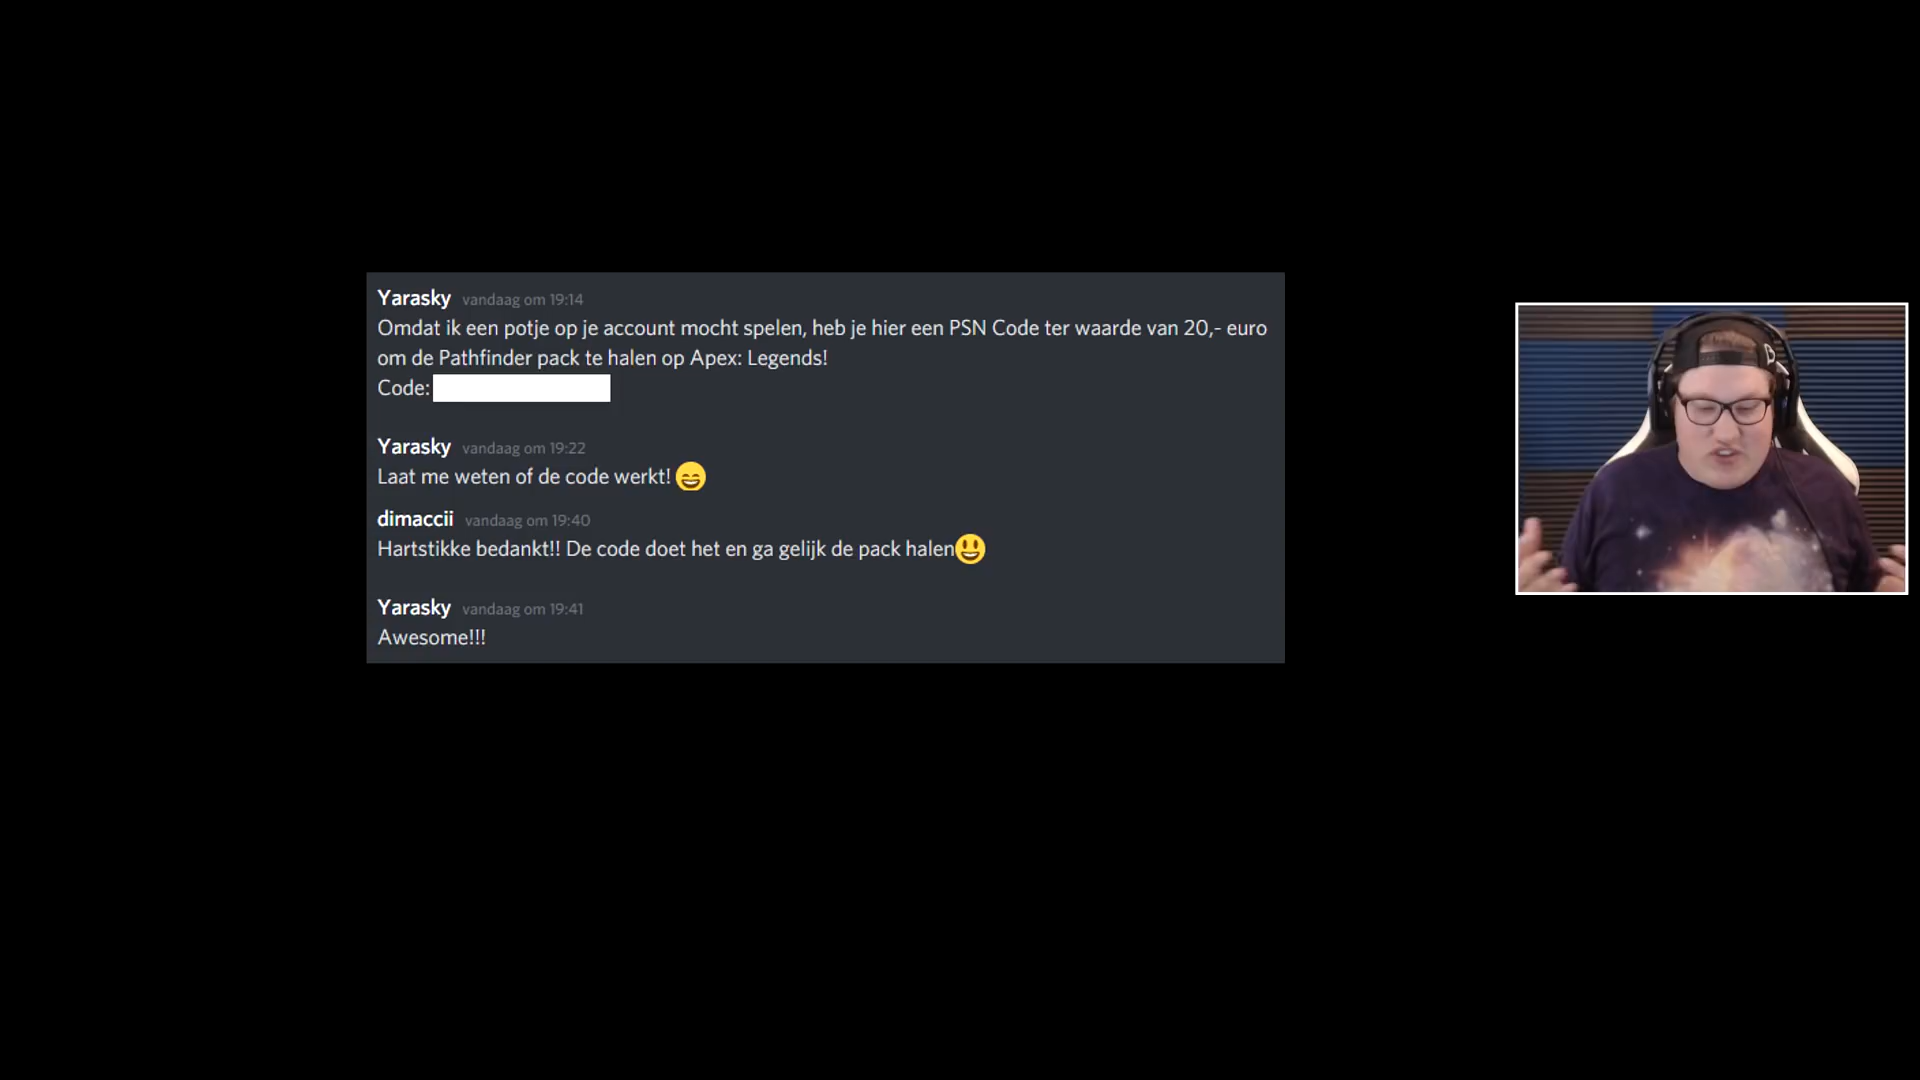 Yarasky vandaag om 19:14
Omdat ik een potje op je account mocht spelen, heb je hier een PSN Code ter waarde van 20,- euro
om de Pathfinder pack te halen op Apex: Legends!
Code:
Yarasky vandaag om 19:22
Laat me weten of de code werkt! 😄
dimaccii vandaag om 19:40
Hartstikke bedankt!! De code doet het en ga gelijk de pack halen😃
Yarasky vandaag om 19:41
Awesome!!!